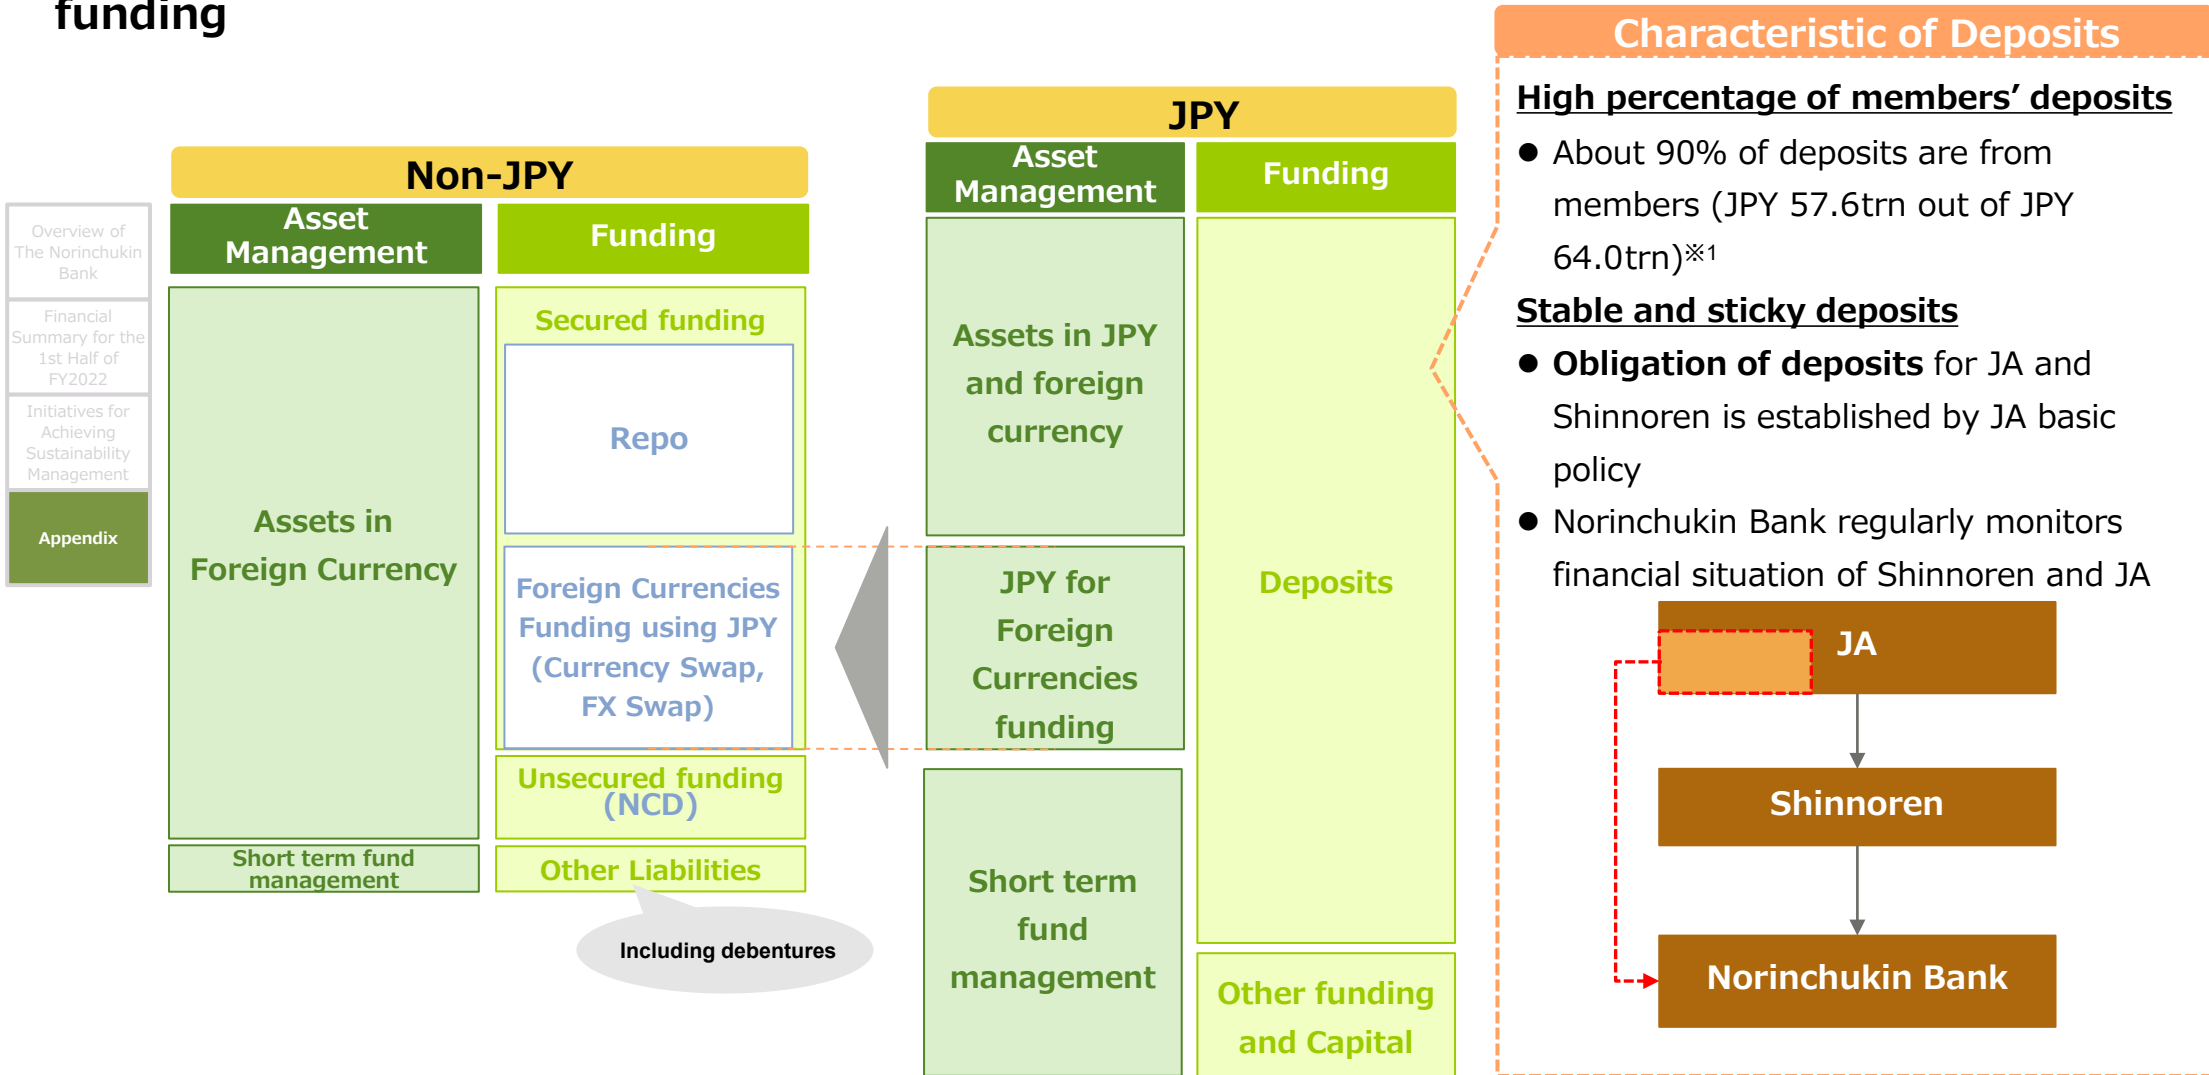 funding
Overview of
The Norinchukin
Bank
Financial
Summary for the
1st Half of
FY2022
Initiatives for
Achieving
Sustainability
Management
Appendix
Non-JPY
Asset
Management
Funding
Assets in
Foreign Currency
Short term fund
management
Secured funding
Repo
Foreign Currencies
Funding using JPY
(Currency Swap,
FX Swap)
Unsecured funding
(NCD)
Other Liabilities
Including debentures
JPY
Asset
Management
Funding
Assets in JPY
and foreign
currency
JPY for
Foreign
Currencies
funding
Short term
fund
management
Deposits
Other funding
and Capital
Characteristic of Deposits
High percentage of members’ deposits
● About 90% of deposits are from
members (JPY 57.6trn out of JPY
64.0trn)※1
Stable and sticky deposits
● Obligation of deposits for JA and
Shinnoren is established by JA basic
policy
● Norinchukin Bank regularly monitors
financial situation of Shinnoren and JA
JA
Shinnoren
Norinchukin Bank